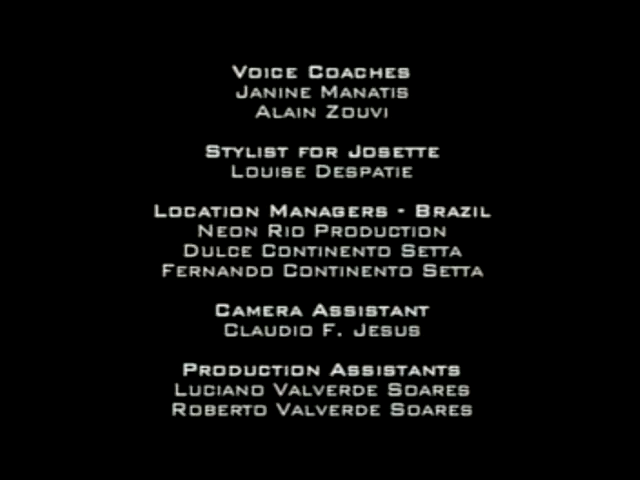 Voice Coaches
Janine Manatis
Alain Zouvi
Stylist for Josette
Louise Despatie
Location Managers - Brazil
Neon Rio Production
Dulce Continento Setta
Fernando Continento Setta
Camera Assistant
Claudio F. Jesus
Production Assistants
Luciano Valverde Soares
Roberto Valverde Soares